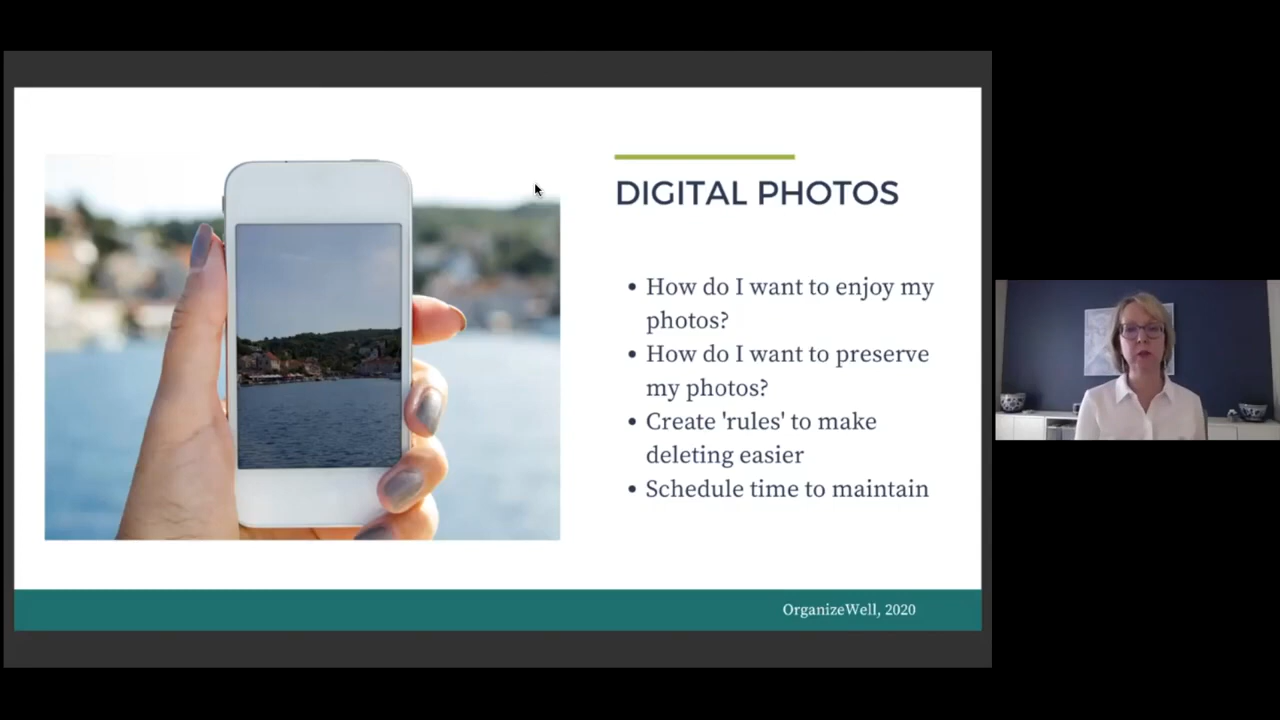 DIGITAL PHOTOS
• How do I want to enjoy my
photos?
• How do I want to preserve
my photos?
• Create 'rules' to make
deleting easier
• Schedule time to maintain
OrganizeWell, 2020